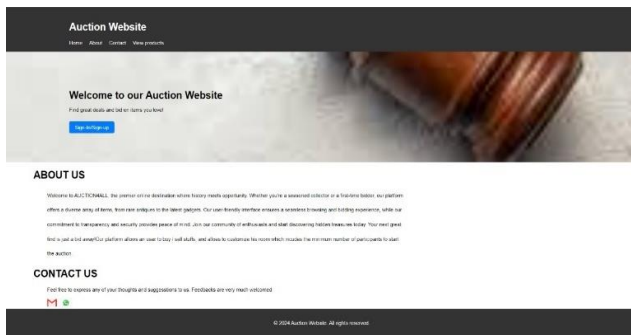 Auction Website
Home About Contact View products
Welcome to our Auction Website
Find great deals and bid on items you love!
Sign in/Sign up
ABOUT US
Welcome to AUCTION4ALL, the premier online destination where history meets opportunity. Whether you're a seasoned collector or a first-time bidder, our platform
offers a diverse array of items, from rare antiques to the latest gadgets. Our user-friendly interface ensures a seamless browsing and bidding experience, while our
commitment to transparency and security provides peace of mind. Join our community of enthusiasts and start discovering hidden treasures today. Your next great
find is just a bid away!Our platform allows an user to buy / sell stuffs, and allows to customize his room which incudes the minimum number of participants to start
the auction.
CONTACT US
Feel free to express any of your thoughts and suggestions to us. Feedbacks are very much welcomed
© 2024 Auction Website. All rights reserved.